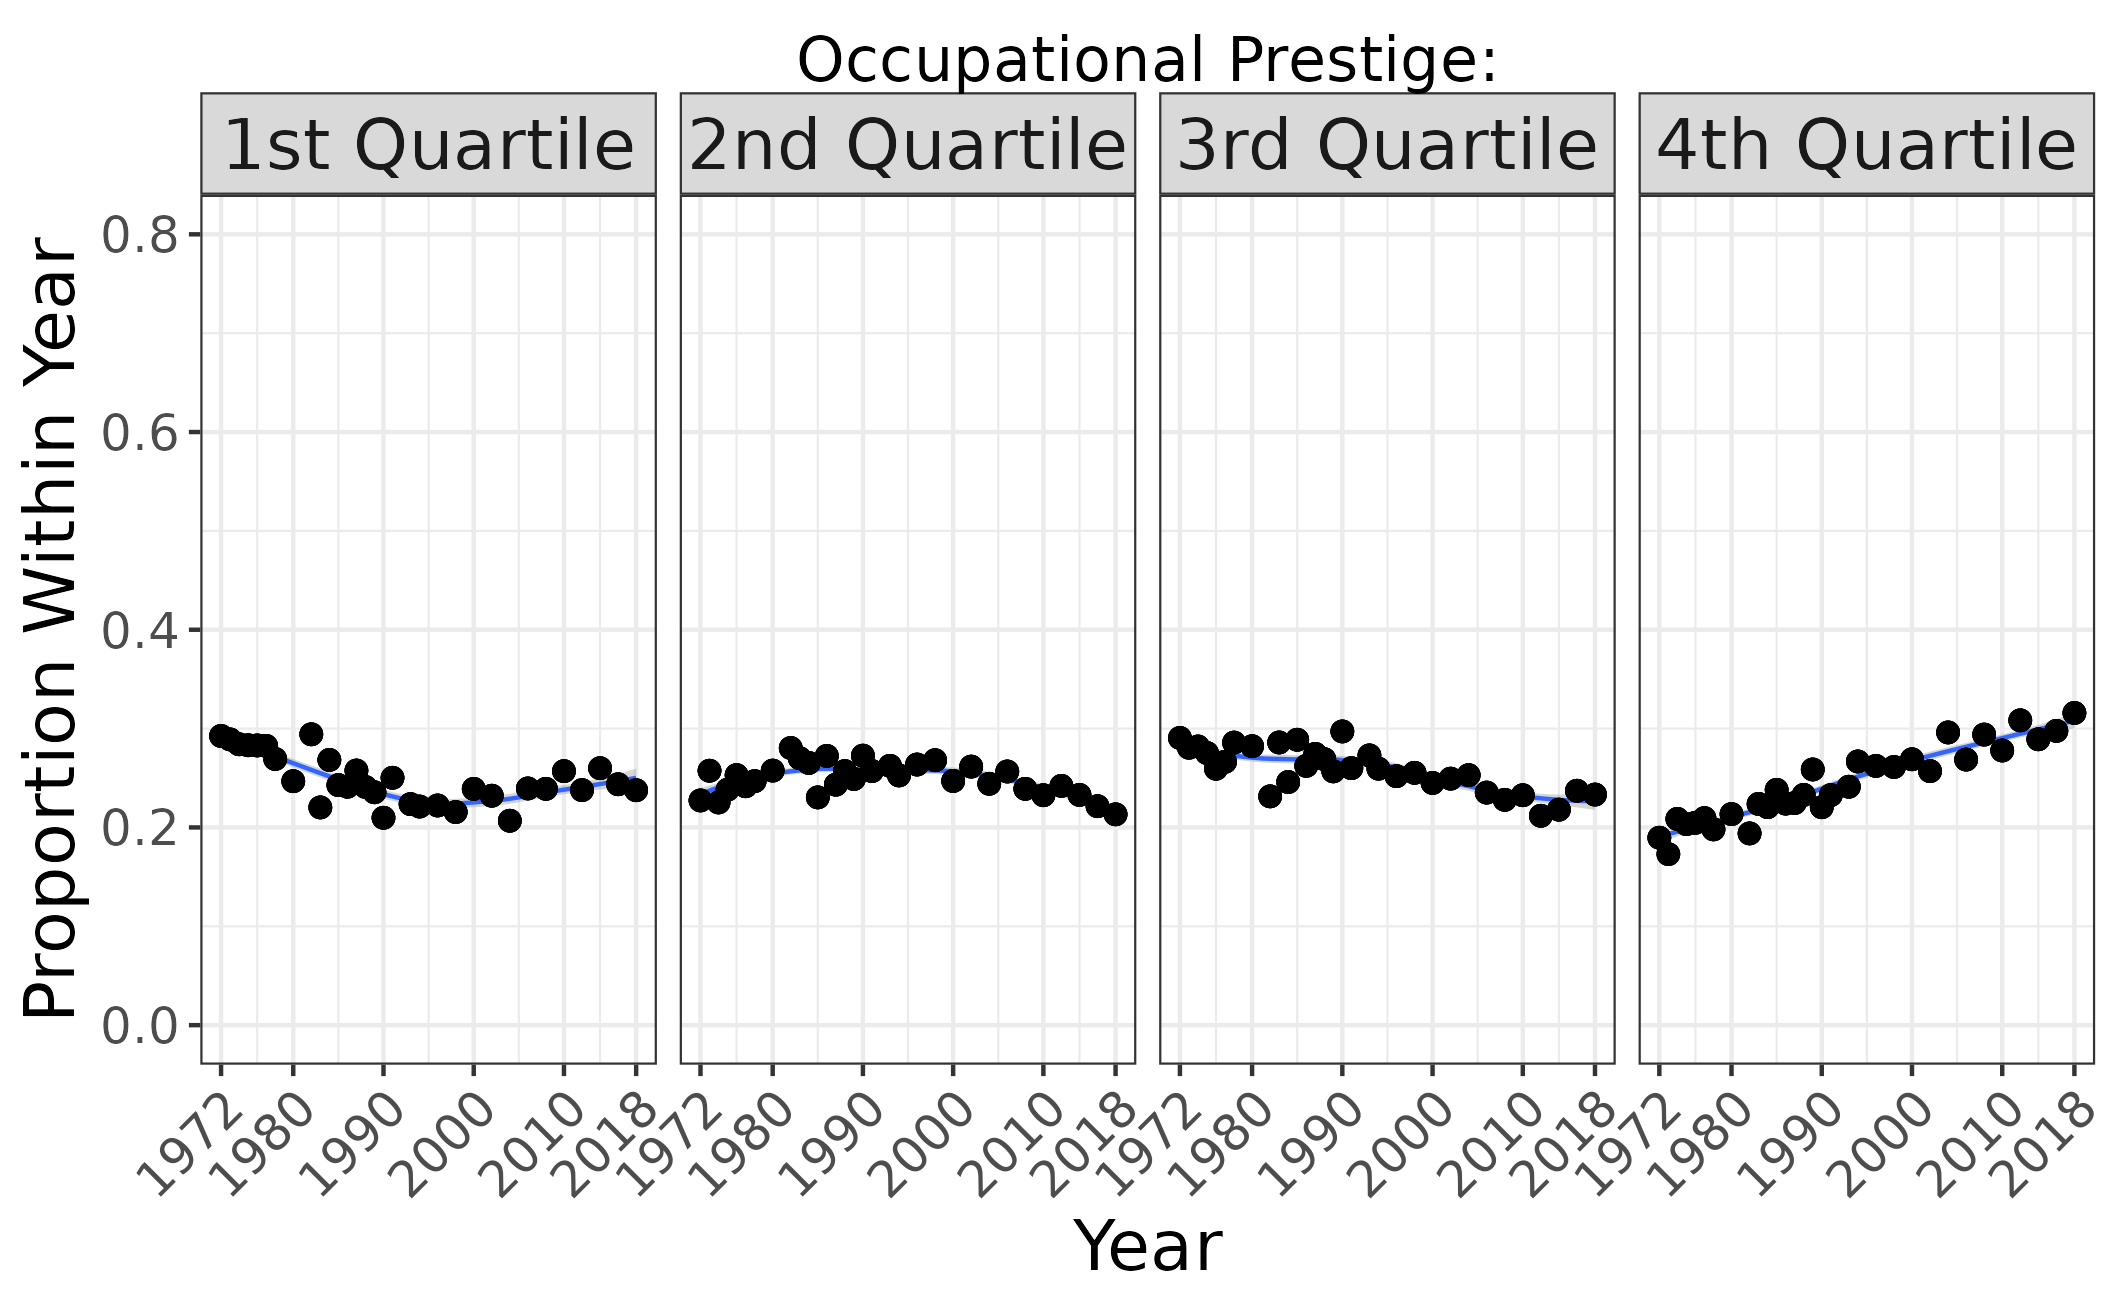 Occupational Prestige:
1st Quartile 2nd Quartile 3rd Quartile 4th Quartile
Proportion Within Year
0.8
0.6
0.4
0.2
0.0
1972 1980 1990 2000 2010 2018 1972 1980 1990 2000 2010 2018 1972 1980 1990 2000 2010 2018 1972 1980 1990 2000 2010 2018
Year